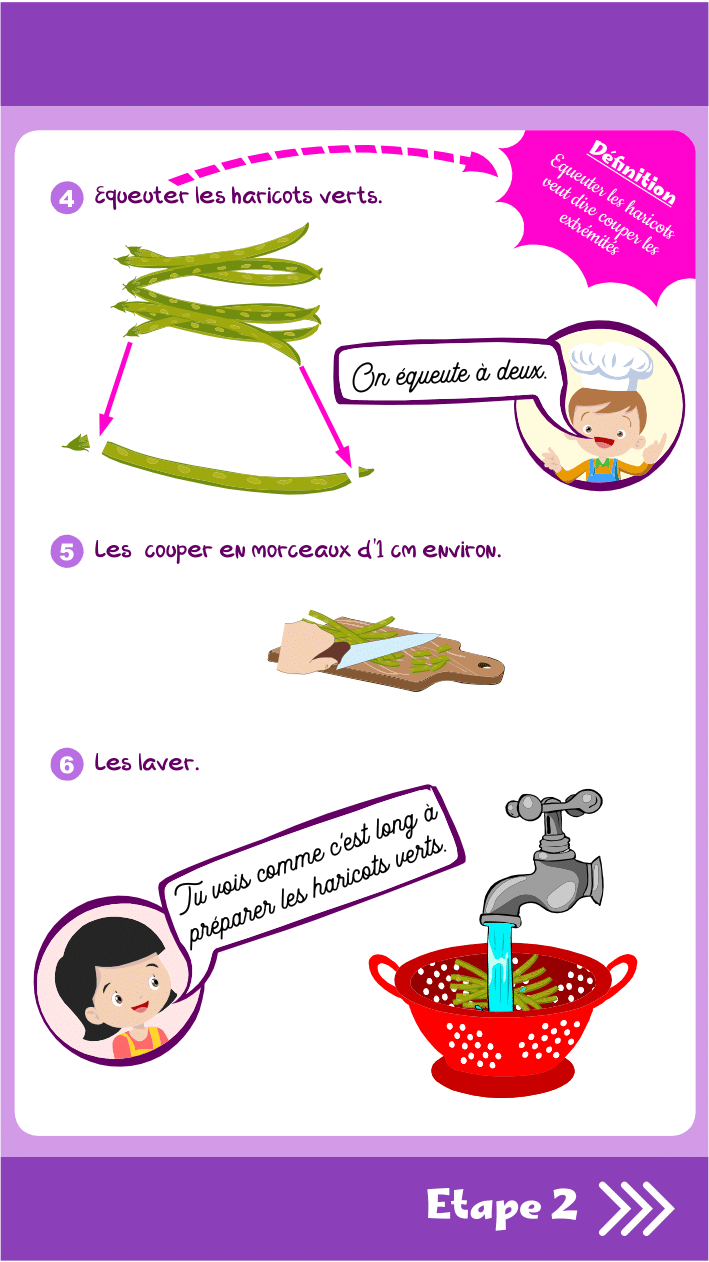 4 Equeuter les haricots verts.
Définition
Equeuter les haricots
veut dire couper les
extrémités
On équeute à deux.
5 Les couper en morceaux d'1 cm environ.
6 Les laver.
Tu vois comme c'est long à
préparer les haricots verts.
Etape 2